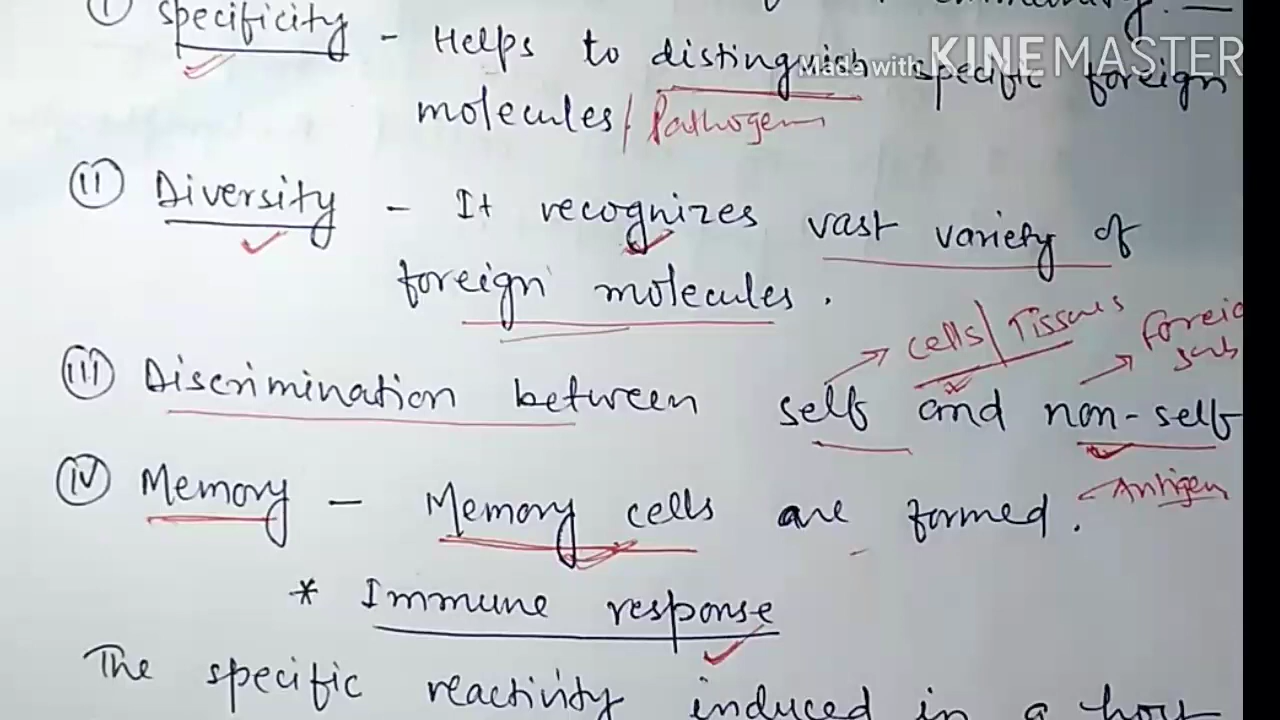 (I) Specificity - Helps to distinguish specific foreign
molecules / Pathogen
Made with KINEMASTER
(II) Diversity - It recognizes vast variety of
foreign molecules.
Cells/Tissues
(III) Discrimination between self and non-self
Antigen
(IV) Memory - Memory cells are formed.
* Immune response
The specific reactivity induced in a host